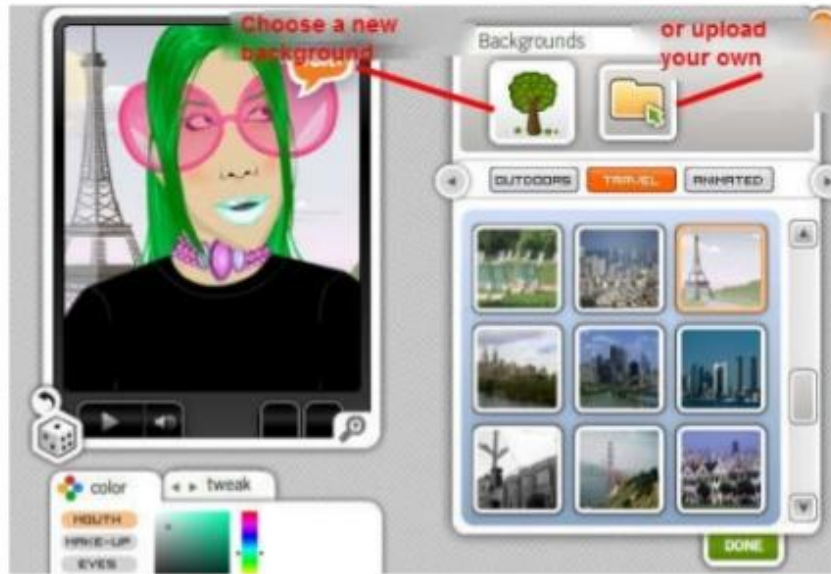 Choose a new
background
Backgrounds
or upload
your own
OUTDOORS
TRAVEL
ANIMATED
color
tweak
MOUTH
MAKE-UP
EYES
DONE